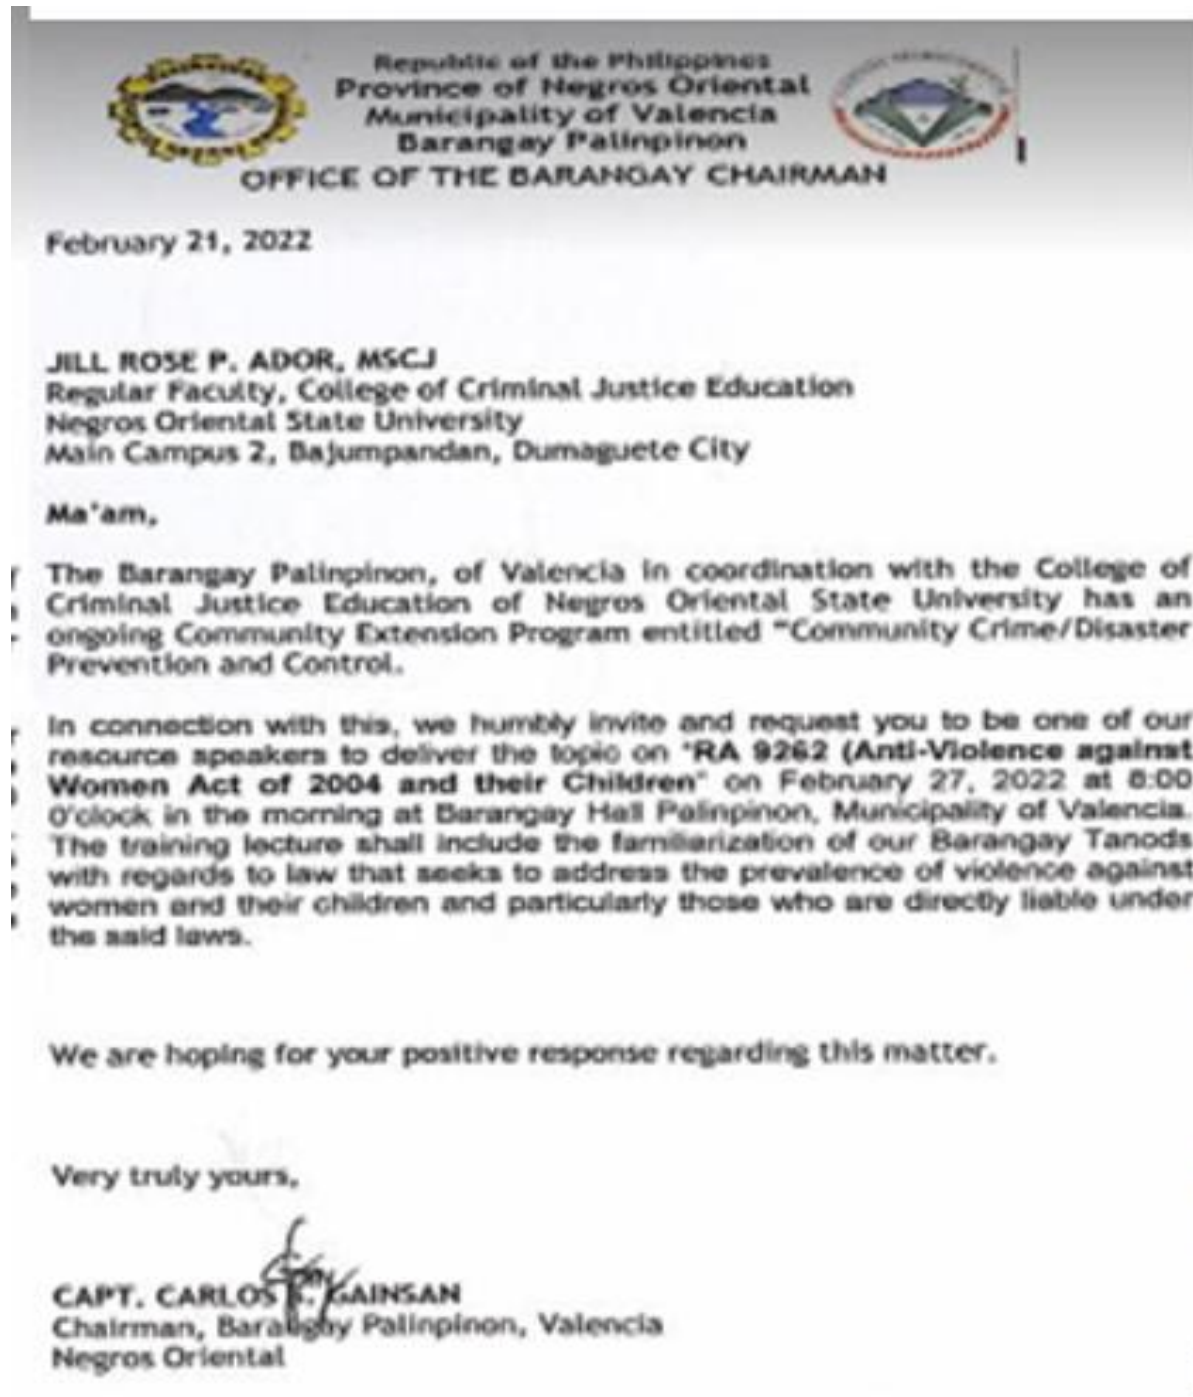 Republic of the Philippines
Province of Negros Oriental
Municipality of Valencia
Barangay Palinpinon
OFFICE OF THE BARANGAY CHAIRMAN
February 21, 2022
JILL ROSE P. ADOR, MSCJ
Regular Faculty, College of Criminal Justice Education
Negros Oriental State University
Main Campus 2, Bajumpandan, Dumaguete City
Ma'am,
The Barangay Palinpinon, of Valencia in coordination with the College of
Criminal Justice Education of Negros Oriental State University has an
ongoing Community Extension Program entitled "Community Crime/Disaster
Prevention and Control.
In connection with this, we humbly invite and request you to be one of our
resource speakers to deliver the topic on "RA 9262 (Anti-Violence against
Women Act of 2004 and their Children" on February 27, 2022 at 8:00
O'clock in the morning at Barangay Hall Palinpinon, Municipality of Valencia.
The training lecture shall include the familiarization of our Barangay Tanods
with regards to law that seeks to address the prevalence of violence against
women and their children and particularly those who are directly liable under
the said laws.
We are hoping for your positive response regarding this matter.
Very truly yours,
CAPT. CARLOS GAINSAN
Chairman, Barangay Palinpinon, Valencia
Negros Oriental